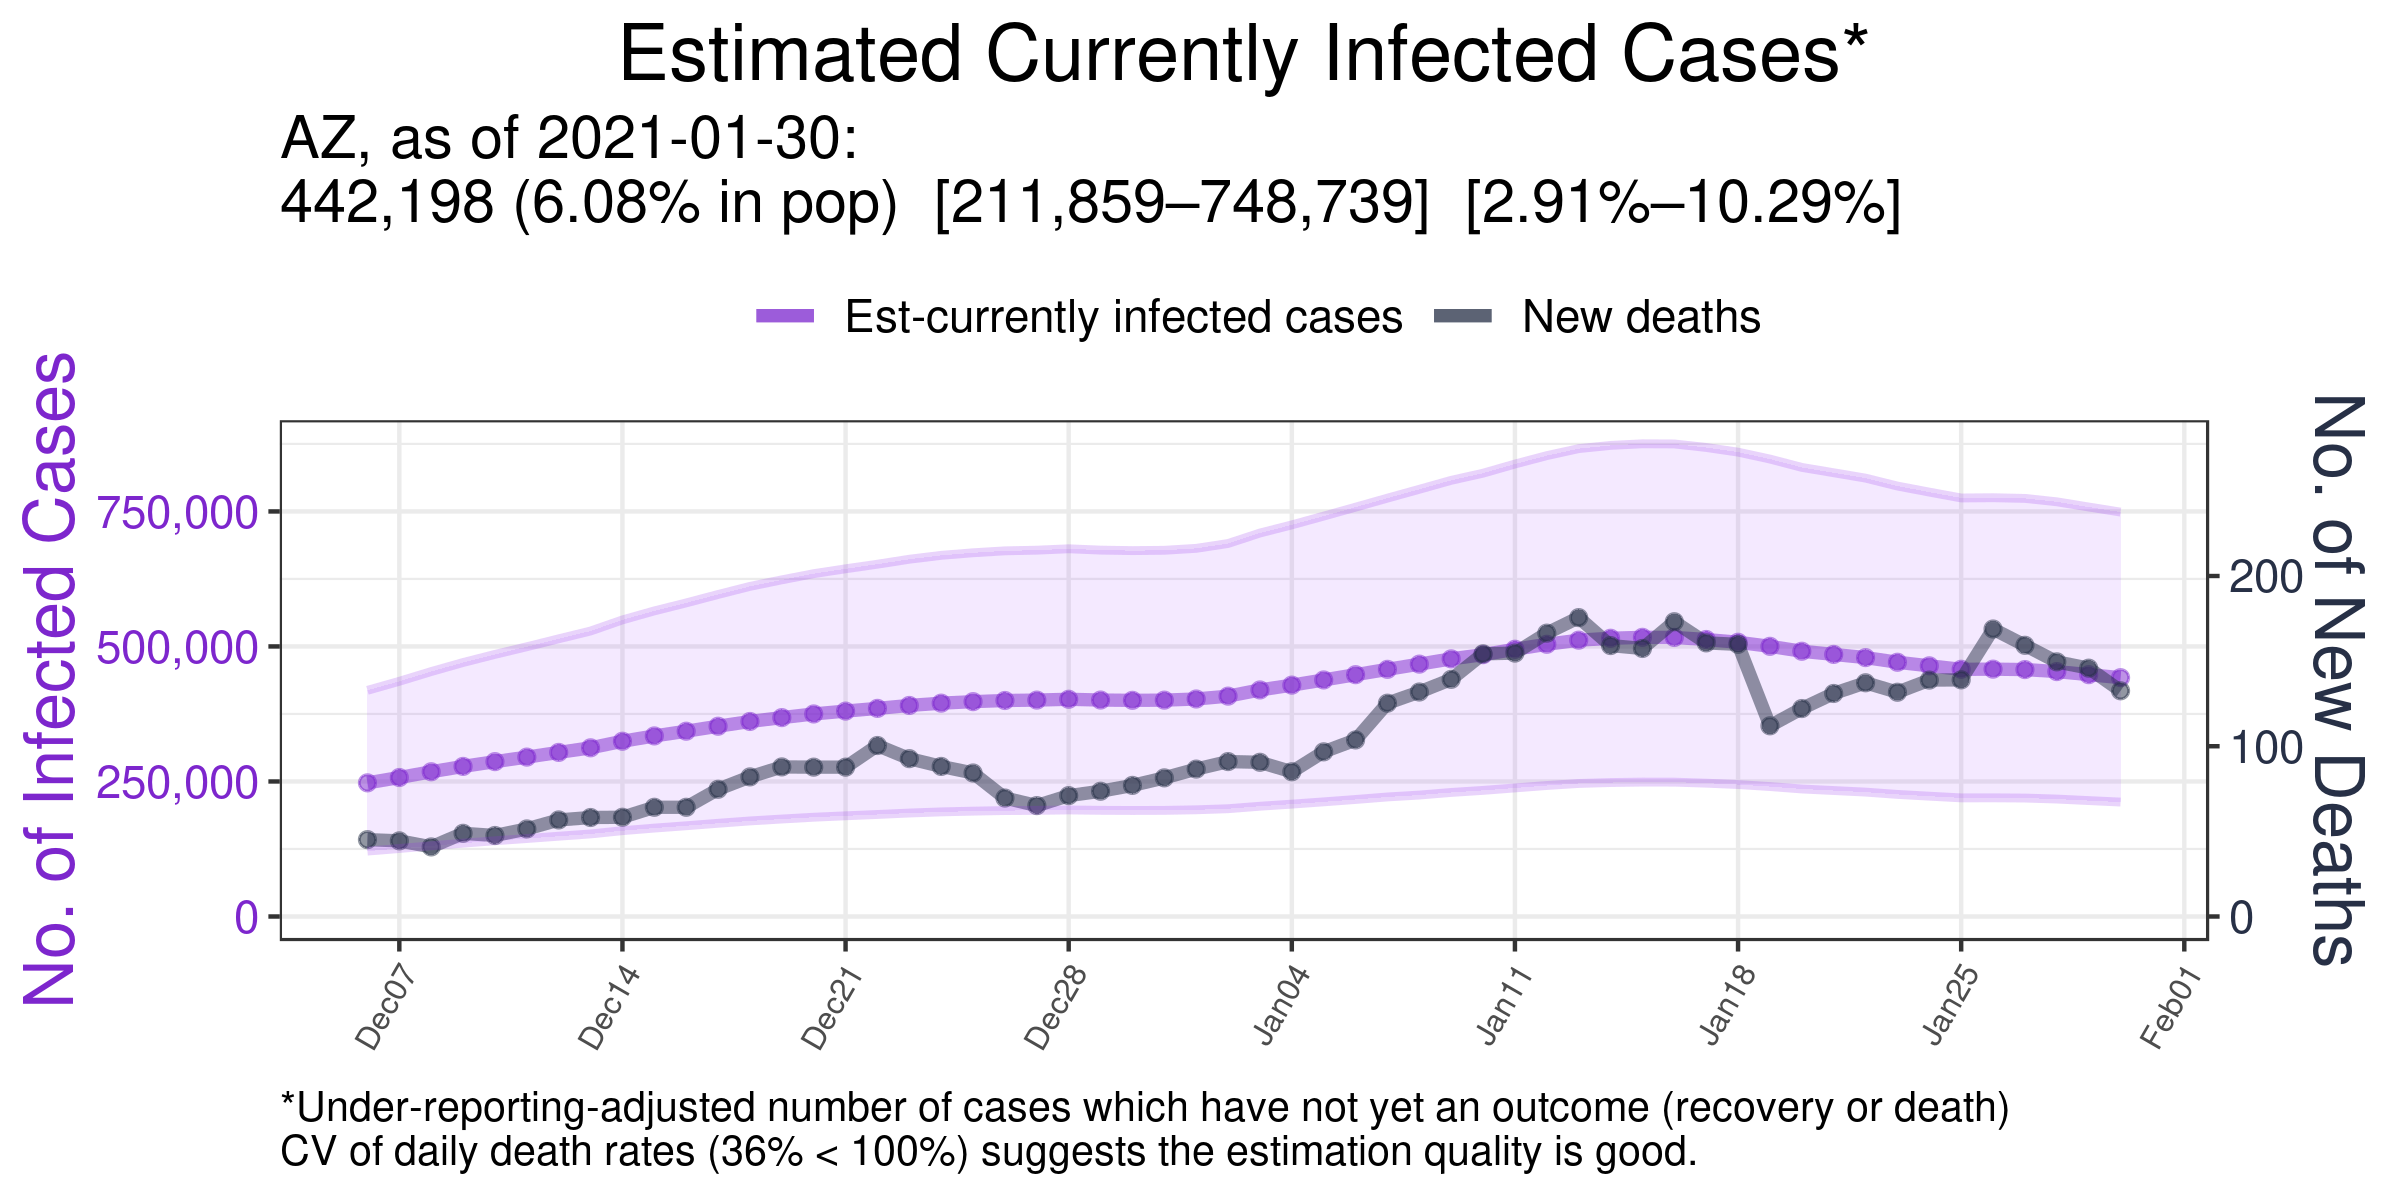 Estimated Currently Infected Cases*
AZ, as of 2021-01-30:
442,198 (6.08% in pop)  [211,859–748,739]  [2.91%–10.29%]
Est-currently infected cases
New deaths
No. of Infected Cases
750,000
500,000
250,000
0
200
100
0
No. of New Deaths
Dec07
Dec14
Dec21
Dec28
Jan04
Jan11
Jan18
Jan25
Feb01
*Under-reporting-adjusted number of cases which have not yet an outcome (recovery or death)
CV of daily death rates (36% < 100%) suggests the estimation quality is good.